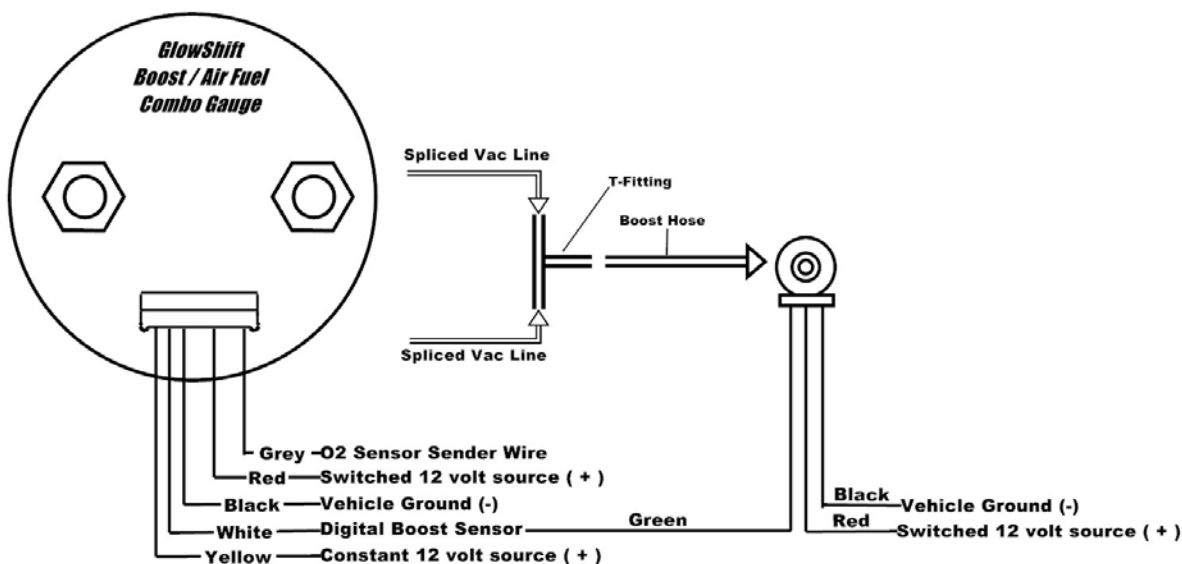 GlowShift
Boost / Air Fuel
Combo Gauge
Spliced Vac Line
T-Fitting
Boost Hose
Spliced Vac Line
Grey O2 Sensor Sender Wire
Red Switched 12 volt source ( + )
Black Vehicle Ground (-)
White Digital Boost Sensor Green
Yellow Constant 12 volt source ( + )
Black Vehicle Ground (-)
Red Switched 12 volt source ( + )